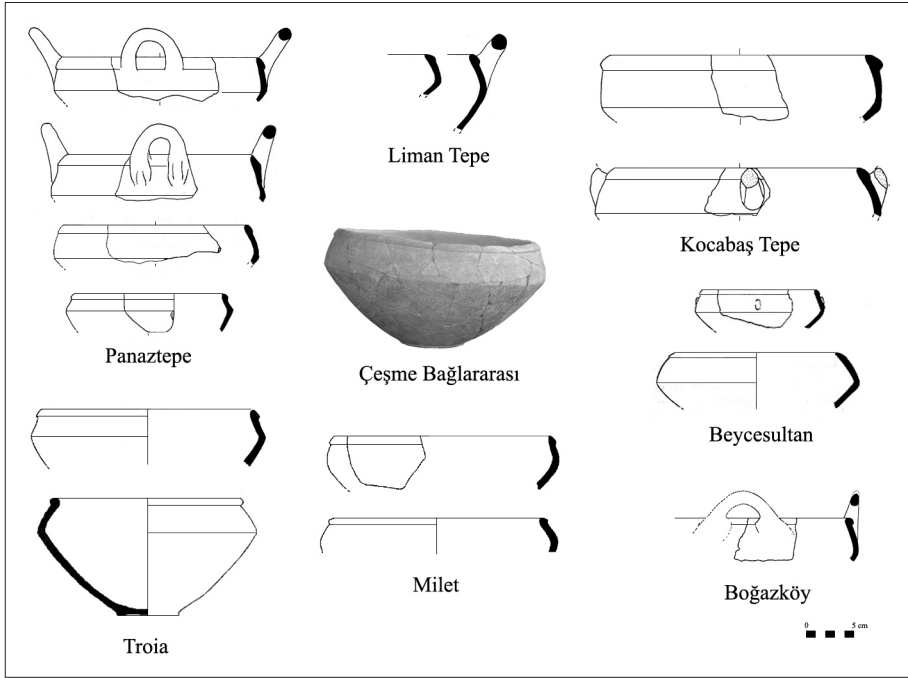 Liman Tepe
Kocabaş Tepe
Panaztepe
Çeşme Bağlararası
Beycesultan
Milet
Boğazköy
Troia
0 5 cm